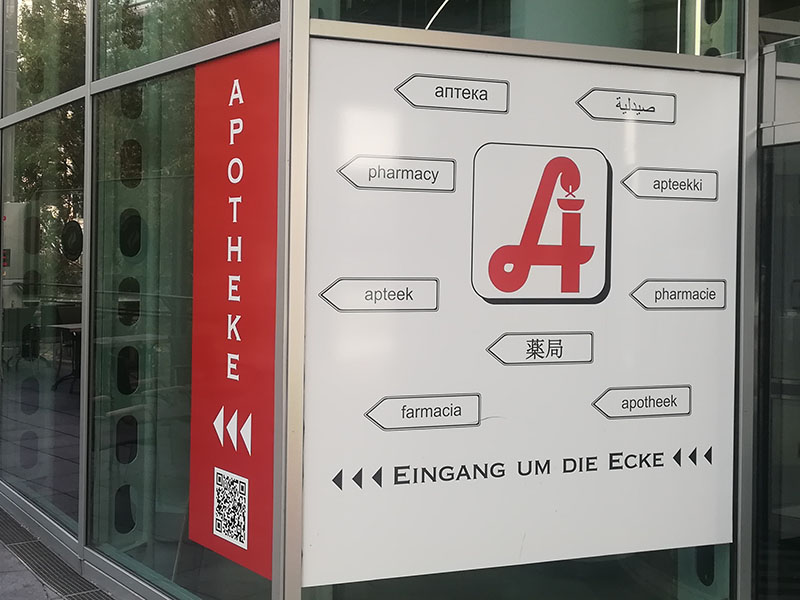 APOTHEKE
аптека
صيدلية
pharmacy
apteekki
A
apteek
pharmacie
薬局
farmacia
apotheek
EINGANG UM DIE ECKE